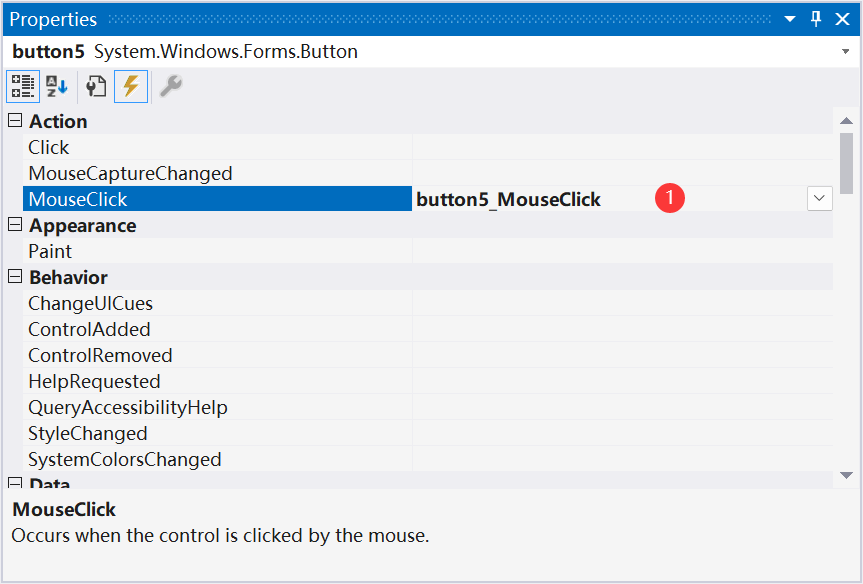 Properties
button5 System.Windows.Forms.Button
Action
Click
MouseCaptureChanged
MouseClick button5_MouseClick 1
Appearance
Paint
Behavior
ChangeUICues
ControlAdded
ControlRemoved
HelpRequested
QueryAccessibilityHelp
StyleChanged
SystemColorsChanged
Data
MouseClick
Occurs when the control is clicked by the mouse.